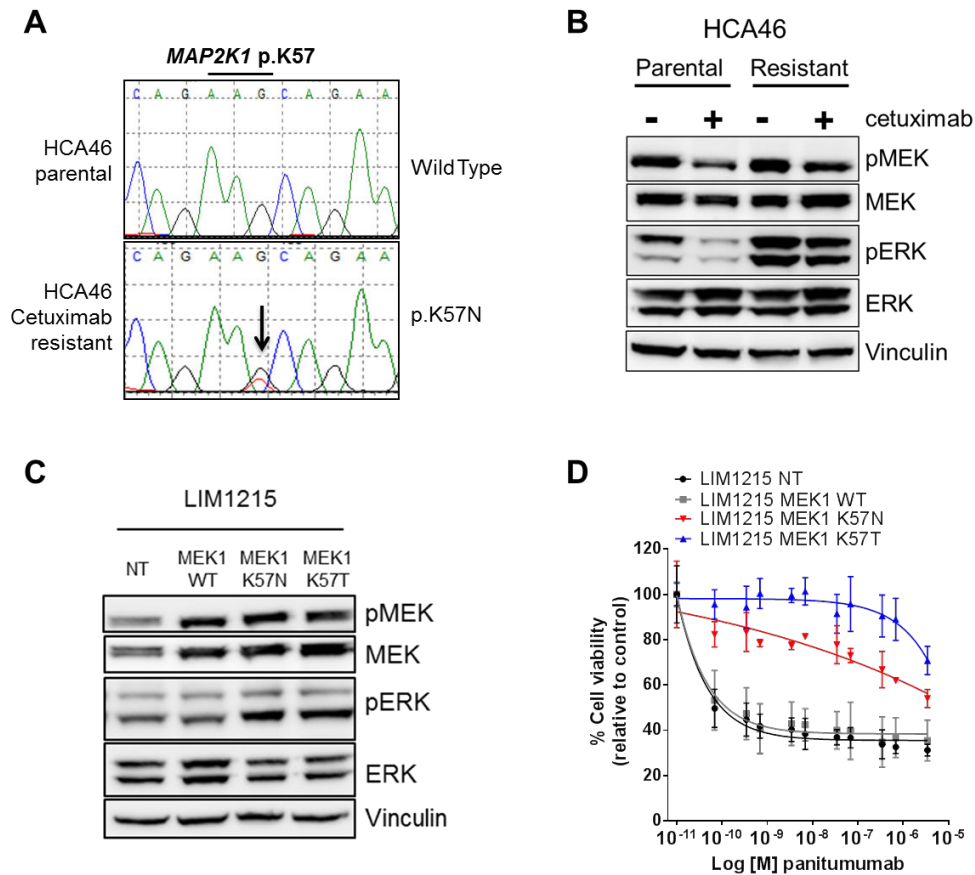 A
MAP2K1 p.K57
C A G A A G C A G A A
HCA46
parental
Wild Type
C A G A A G C A G A A
HCA46
Cetuximab
resistant
p.K57N
B
HCA46
Parental Resistant
- + - + cetuximab
pMEK
MEK
pERK
ERK
Vinculin
C
LIM1215
NT MEK1 WT MEK1 K57N MEK1 K57T
pMEK
MEK
pERK
ERK
Vinculin
D
LIM1215 NT
LIM1215 MEK1 WT
LIM1215 MEK1 K57N
LIM1215 MEK1 K57T
% Cell viability
(relative to control)
120
100
80
60
40
20
0
10-11 10-10 10-9 10-8 10-7 10-6 10-5
Log [M] panitumumab